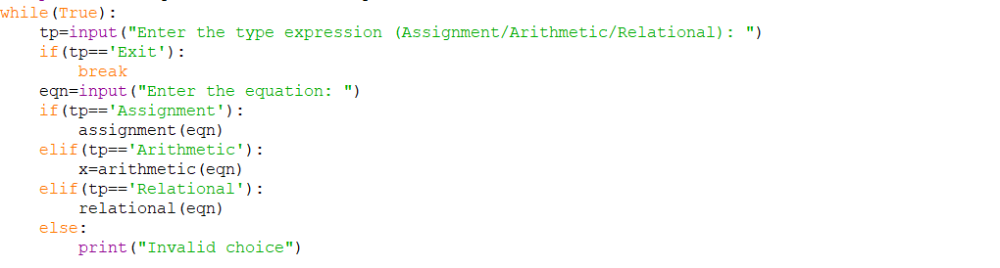 while(True):
    tp=input("Enter the type expression (Assignment/Arithmetic/Relational): ")
    if(tp=='Exit'):
        break
    eqn=input("Enter the equation: ")
    if(tp=='Assignment'):
        assignment(eqn)
    elif(tp=='Arithmetic'):
        x=arithmetic(eqn)
    elif(tp=='Relational'):
        relational(eqn)
    else:
        print("Invalid choice")